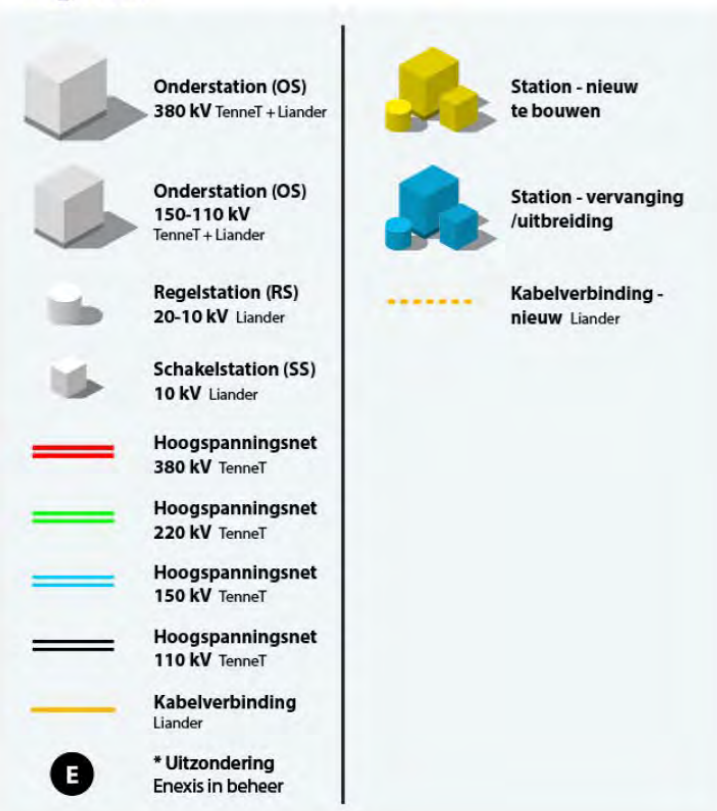 Onderstation (OS)
380 kV TenneT + Liander
Onderstation (OS)
150-110 kV
TenneT + Liander
Regelstation (RS)
20-10 kV Liander
Schakelstation (SS)
10 kV Liander
Hoogspanningsnet
380 kV TenneT
Hoogspanningsnet
220 kV TenneT
Hoogspanningsnet
150 kV TenneT
Hoogspanningsnet
110 kV TenneT
Kabelverbinding
Liander
E
* Uitzondering
Enexis in beheer
Station - nieuw
te bouwen
Station - vervanging
/uitbreiding
Kabelverbinding -
nieuw Liander